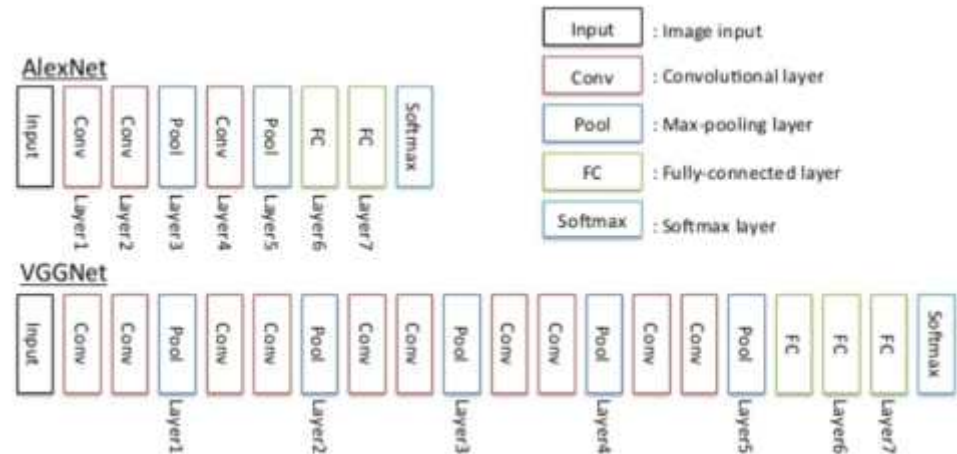 Input : Image input
Conv : Convolutional layer
Pool : Max-pooling layer
FC : Fully-connected layer
Softmax : Softmax layer
AlexNet
Input Conv Conv Pool Conv Pool FC FC Softmax
Layer1 Layer2 Layer3 Layer4 Layer5 Layer6 Layer7
VGGNet
Input Conv Conv Pool Conv Conv Pool Conv Conv Pool Conv Conv Pool Conv Conv Pool FC FC FC Softmax
Layer1 Layer2 Layer3 Layer4 Layer5 Layer6 Layer7